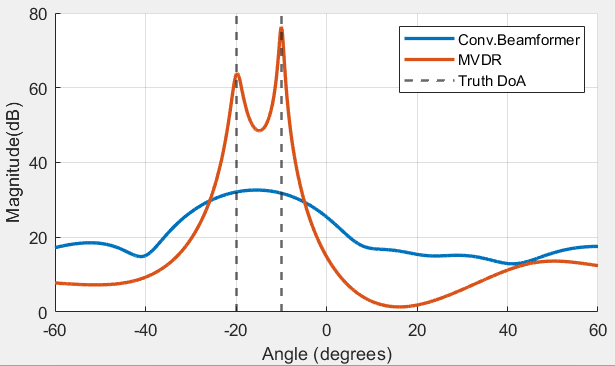 80
60
40
20
0
Magnitude(dB)
Conv.Beamformer
MVDR
Truth DoA
-60 -40 -20 0 20 40 60
Angle (degrees)